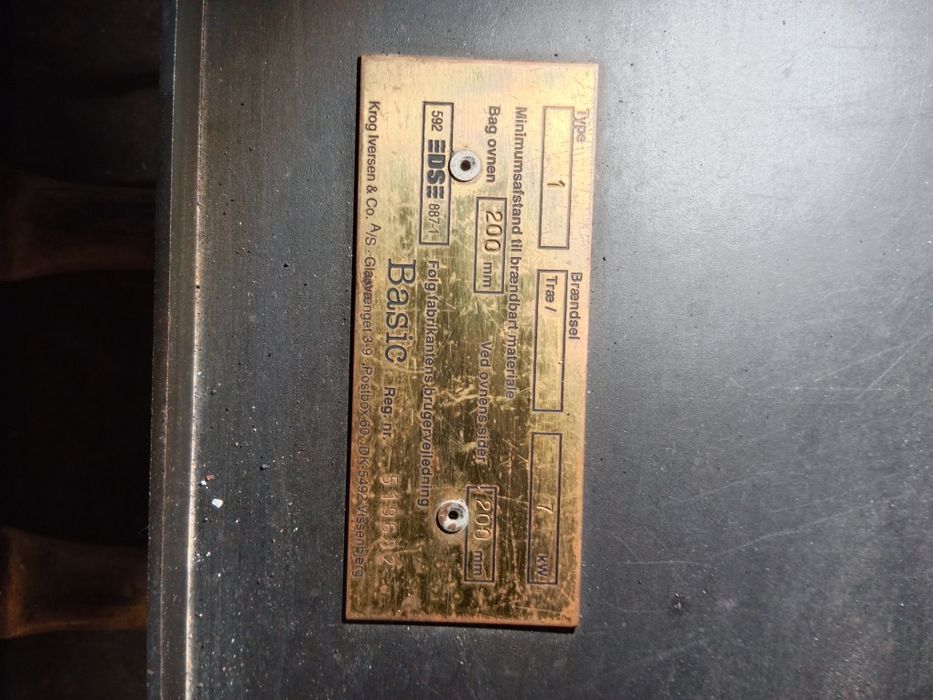 Type 1 Brændsel Træ / 7 kW
Minimumsafstand til brændbart materiale
Bag ovnen 200 mm Ved ovnens sider 200 mm
592 DS 887-1 Følg fabrikantens brugervejledning
Basic Reg. nr.
Krog Iversen & Co. A/S · Glasvænget 3-9 · Postbox 60 · DK-5492 Vissenbjerg